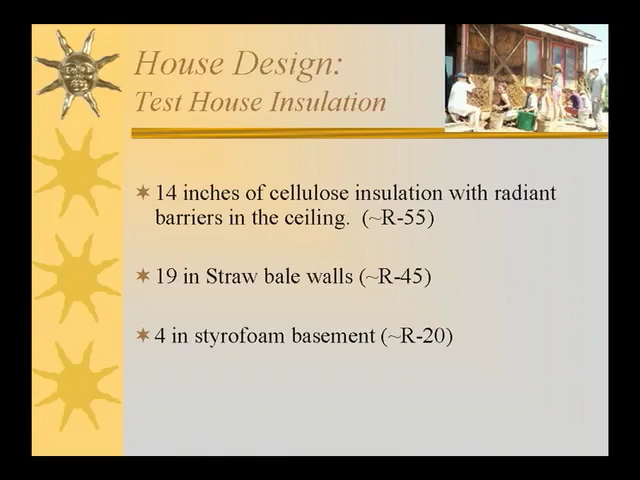 House Design:
Test House Insulation
14 inches of cellulose insulation with radiant
barriers in the ceiling. (~R-55)
19 in Straw bale walls (~R-45)
4 in styrofoam basement (~R-20)